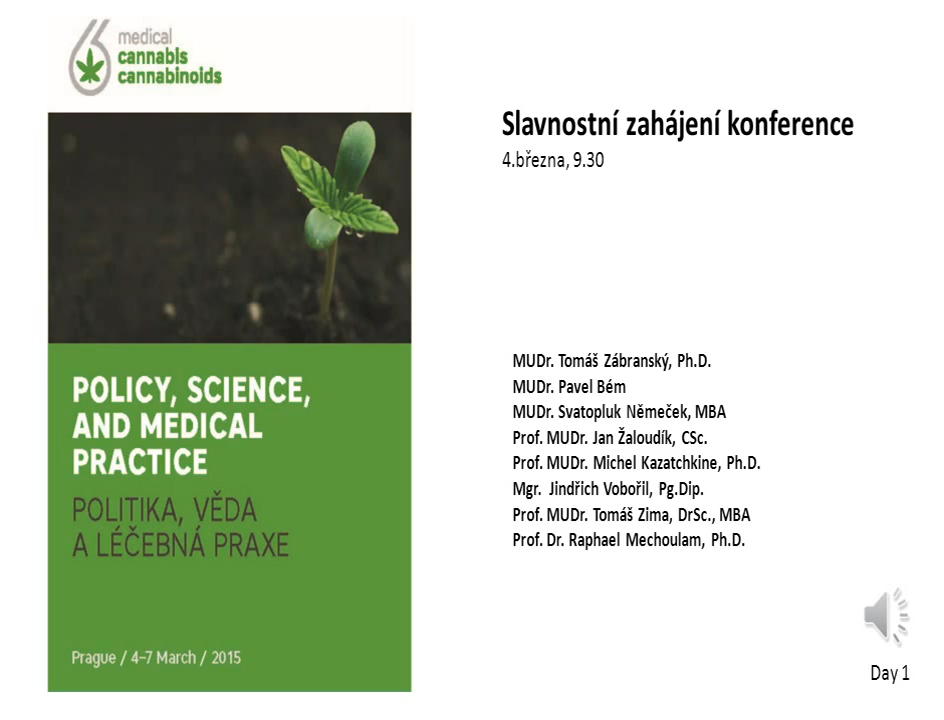 medical
cannabis
cannabinoids
POLICY, SCIENCE,
AND MEDICAL
PRACTICE
POLITIKA, VĚDA
A LÉČEBNÁ PRAXE
Prague / 4–7 March / 2015
Slavnostní zahájení konference
4.března, 9.30
MUDr. Tomáš Zábranský, Ph.D.
MUDr. Pavel Bém
MUDr. Svatopluk Němeček, MBA
Prof. MUDr. Jan Žaloudík, CSc.
Prof. MUDr. Michel Kazatchkine, Ph.D.
Mgr. Jindřich Vobořil, Pg.Dip.
Prof. MUDr. Tomáš Zima, DrSc., MBA
Prof. Dr. Raphael Mechoulam, Ph.D.
Day 1